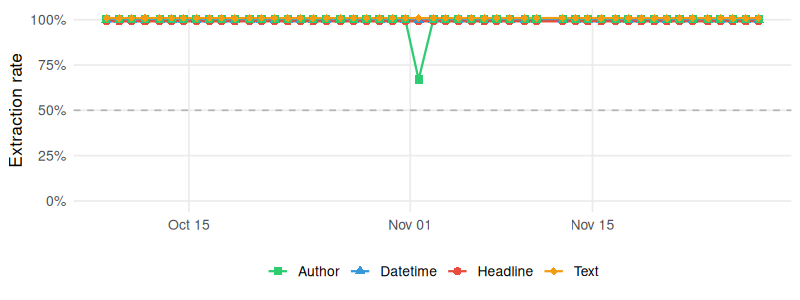 Extraction rate
100%
75%
50%
25%
0%
Oct 15 Nov 01 Nov 15
Author Datetime Headline Text